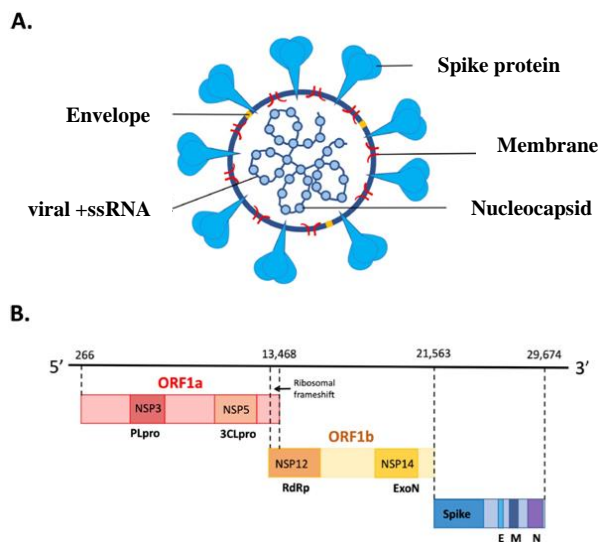 A.
Spike protein
Envelope
Membrane
viral +ssRNA
Nucleocapsid
B.
266 13,468 21,563 29,674
5’ 3’
ORF1a
Ribosomal
frameshift
NSP3 NSP5
PLpro 3CLpro
ORF1b
NSP12 NSP14
RdRp ExoN
Spike
E M N